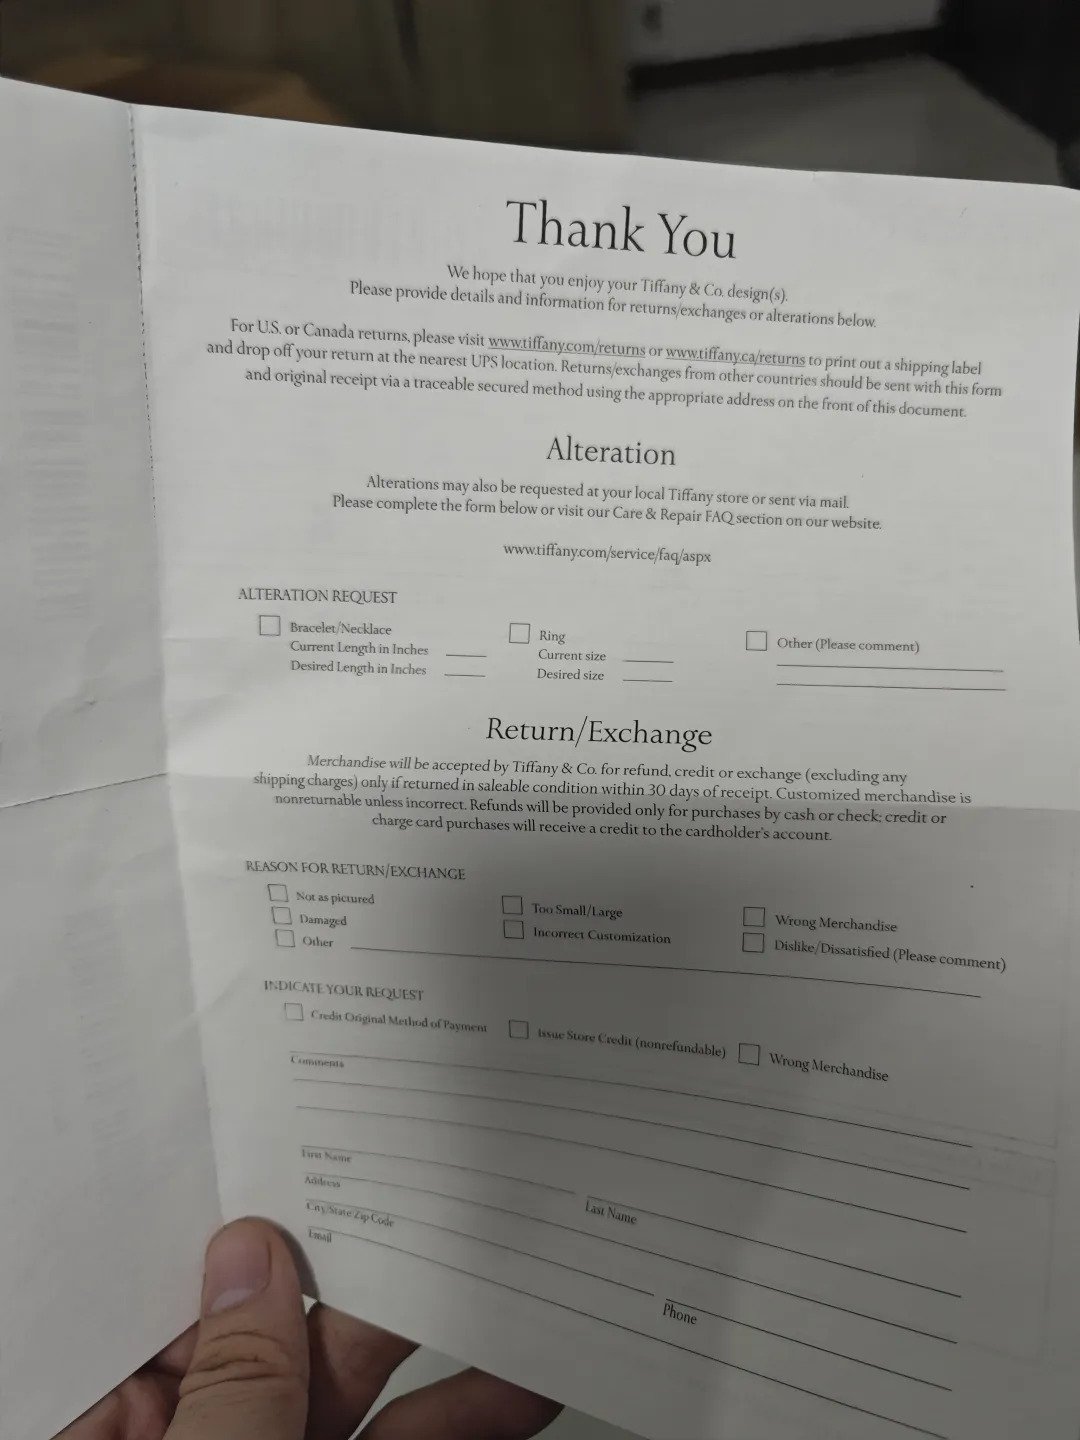 Thank You
We hope that you enjoy your Tiffany & Co. design(s).
Please provide details and information for returns/exchanges or alterations below.
For U.S. or Canada returns, please visit www.tiffany.com/returns or www.tiffany.ca/returns to print out a shipping label
and drop off your return at the nearest UPS location. Returns/exchanges from other countries should be sent with this form
and original receipt via a traceable secured method using the appropriate address on the front of this document.
Alteration
Alterations may also be requested at your local Tiffany store or sent via mail.
Please complete the form below or visit our Care & Repair FAQ section on our website.
www.tiffany.com/service/faq/aspx
ALTERATION REQUEST
Bracelet/Necklace
Current Length in Inches
Desired Length in Inches
Ring
Current size
Desired size
Other (Please comment)
Return/Exchange
Merchandise will be accepted by Tiffany & Co. for refund, credit or exchange (excluding any
shipping charges) only if returned in saleable condition within 30 days of receipt. Customized merchandise is
nonreturnable unless incorrect. Refunds will be provided only for purchases by cash or check; credit or
charge card purchases will receive a credit to the cardholder's account.
REASON FOR RETURN/EXCHANGE
Not as pictured
Damaged
Other
Too Small/Large
Incorrect Customization
Wrong Merchandise
Dislike/Dissatisfied (Please comment)
INDICATE YOUR REQUEST
Credit Original Method of Payment
Issue Store Credit (nonrefundable)
Wrong Merchandise
Comments
First Name
Last Name
Address
City/State/Zip Code
Phone
Email